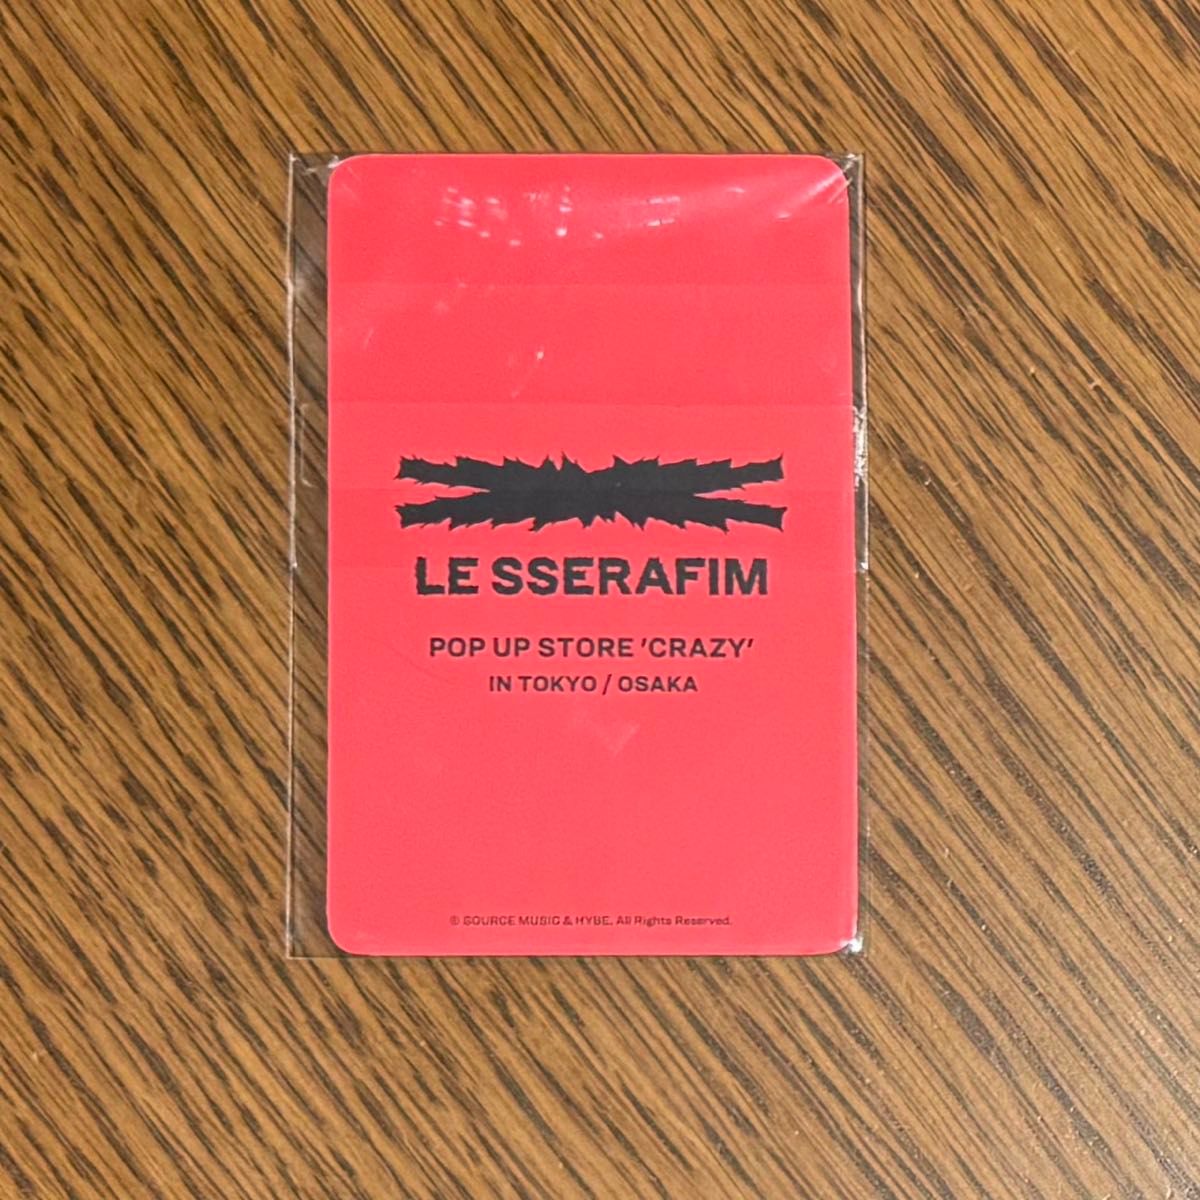 LE SSERAFIM
POP UP STORE 'CRAZY'
IN TOKYO / OSAKA
© SOURCE MUSIC & HYBE. All Rights Reserved.